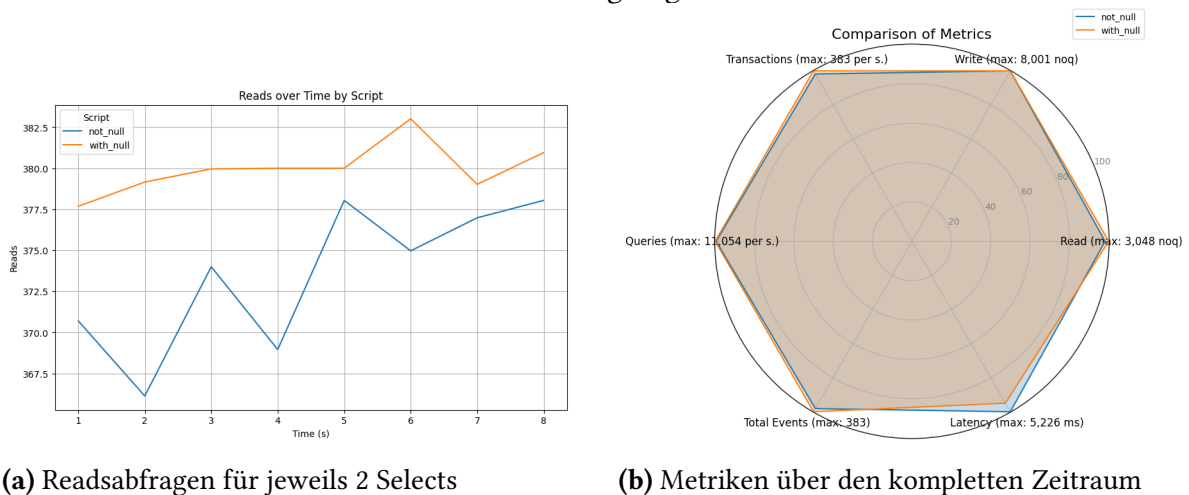 Reads over Time by Script
Script
not_null
with_null
382.5
380.0
377.5
375.0
372.5
370.0
367.5
Reads
1 2 3 4 5 6 7 8
Time (s)
not_null
with_null
Comparison of Metrics
Transactions (max: 383 per s.)
Write (max: 8,001 noq)
100
80
60
40
20
Queries (max: 11,054 per s.)
Read (max: 3,048 noq)
Total Events (max: 383)
Latency (max: 5,226 ms)
(a) Readsabfragen für jeweils 2 Selects
(b) Metriken über den kompletten Zeitraum